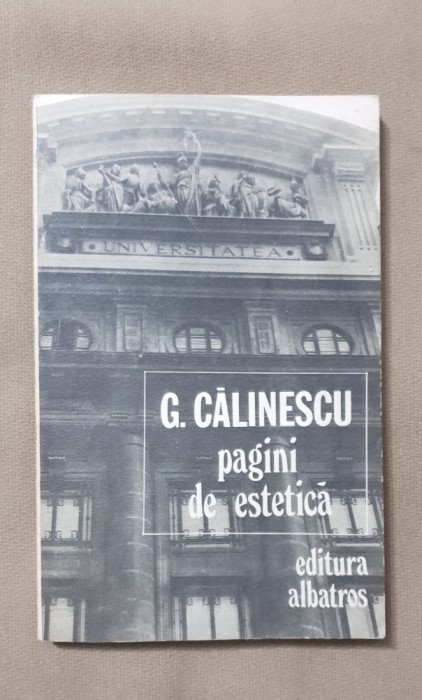 • UNIVERSITATEA •
G. CĂLINESCU
pagini
de estetică
editura
albatros